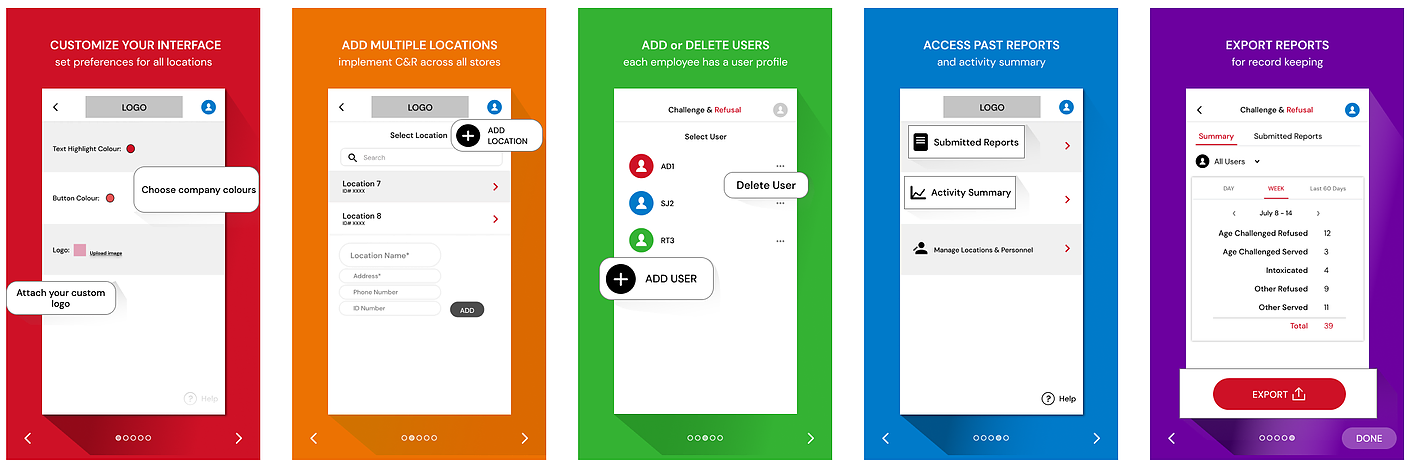 CUSTOMIZE YOUR INTERFACE
set preferences for all locations
LOGO
Text Highlight Colour:
Choose company colours
Button Colour:
Logo:
Upload image
Attach your custom
logo
Help
ADD MULTIPLE LOCATIONS
implement C&R across all stores
LOGO
Select Location
ADD
LOCATION
Search
Location 7
ID# XXXX
Location 8
ID# XXXX
Location Name*
Address*
Phone Number
ID Number
ADD
ADD or DELETE USERS
each employee has a user profile
Challenge & Refusal
Select User
AD1
Delete User
SJ2
RT3
ADD USER
ACCESS PAST REPORTS
and activity summary
LOGO
Submitted Reports
Activity Summary
Manage Locations & Personnel
Help
EXPORT REPORTS
for record keeping
Challenge & Refusal
Summary Submitted Reports
All Users
DAY WEEK Last 60 Days
July 8 - 14
Age Challenged Refused 12
Age Challenged Served 3
Intoxicated 4
Other Refused 9
Other Served 11
Total 39
EXPORT
DONE